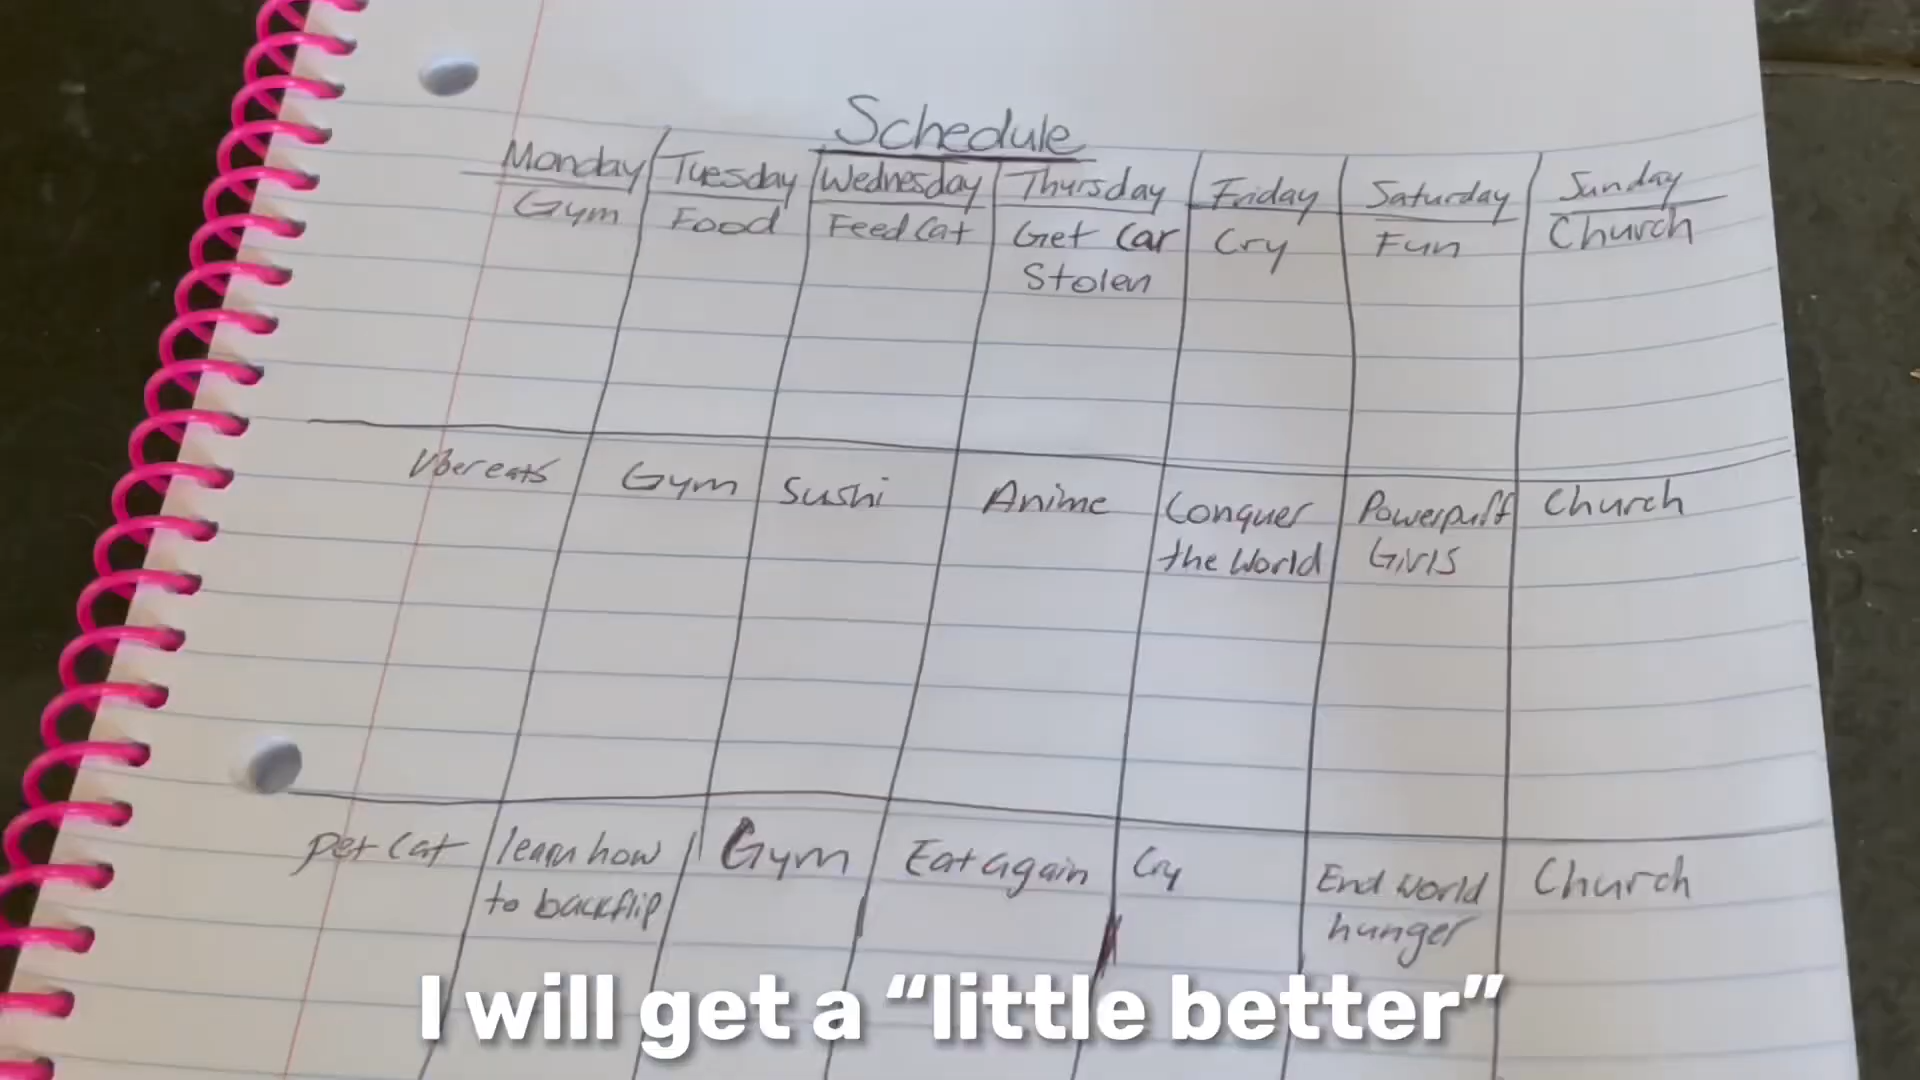 Schedule
Monday Tuesday Wednesday Thursday Friday Saturday Sunday
Gym Food Feed Cat Get Car Cry Fun Church
Stolen
Uber eats Gym Sushi Anime Conquer Powerpuff Church
the World Girls
Pet Cat learn how Gym Eat again Cry End World Church
to backflip hunger
I will get a “little better”